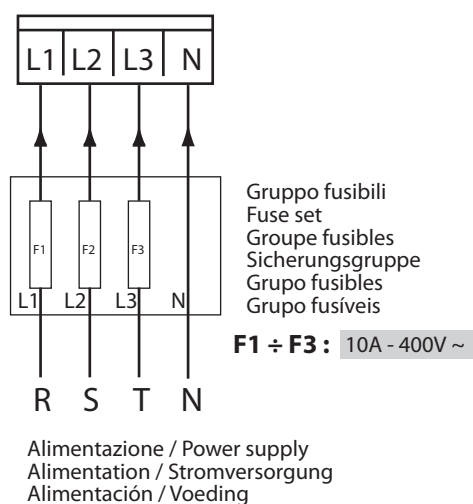 L1 L2 L3 N
Gruppo fusibili
Fuse set
Groupe fusibles
Sicherungsgruppe
Grupo fusibles
Grupo fusíveis
F1 F2 F3
L1 L2 L3 N
F1 ÷ F3 : 10A - 400V ~
R S T N
Alimentazione / Power supply
Alimentation / Stromversorgung
Alimentación / Voeding